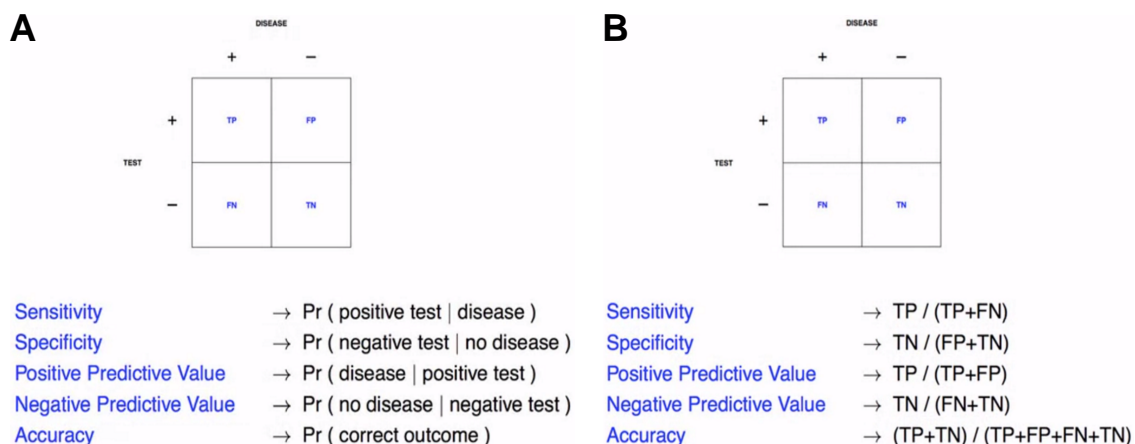 A
DISEASE
+ −
+ TP FP
TEST
− FN TN
Sensitivity → Pr ( positive test | disease )
Specificity → Pr ( negative test | no disease )
Positive Predictive Value → Pr ( disease | positive test )
Negative Predictive Value → Pr ( no disease | negative test )
Accuracy → Pr ( correct outcome )
B
DISEASE
+ −
+ TP FP
TEST
− FN TN
Sensitivity → TP / (TP+FN)
Specificity → TN / (FP+TN)
Positive Predictive Value → TP / (TP+FP)
Negative Predictive Value → TN / (FN+TN)
Accuracy → (TP+TN) / (TP+FP+FN+TN)